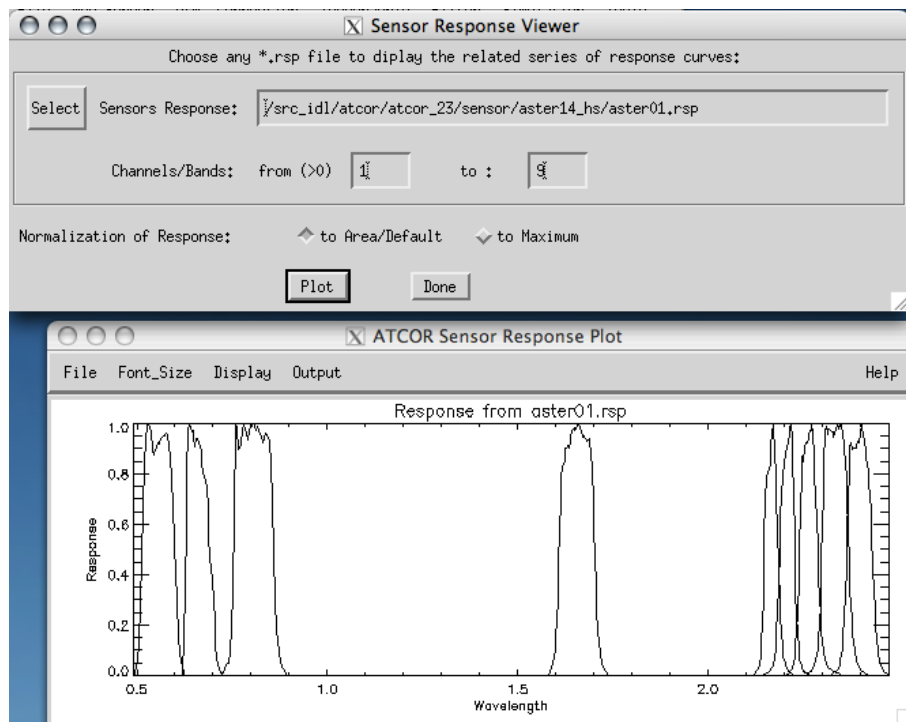 Sensor Response Viewer
Choose any *.rsp file to diplay the related series of response curves:
Select Sensors Response: /src_idl/atcor/atcor_23/sensor/aster14_hs/aster01.rsp
Channels/Bands: from (>0) 1 to : 9
Normalization of Response: to Area/Default to Maximum
Plot Done
ATCOR Sensor Response Plot
File Font_Size Display Output Help
Response from aster01.rsp
1.0
0.8
0.6
0.4
0.2
0.0
Response
0.5 1.0 1.5 2.0
Wavelength